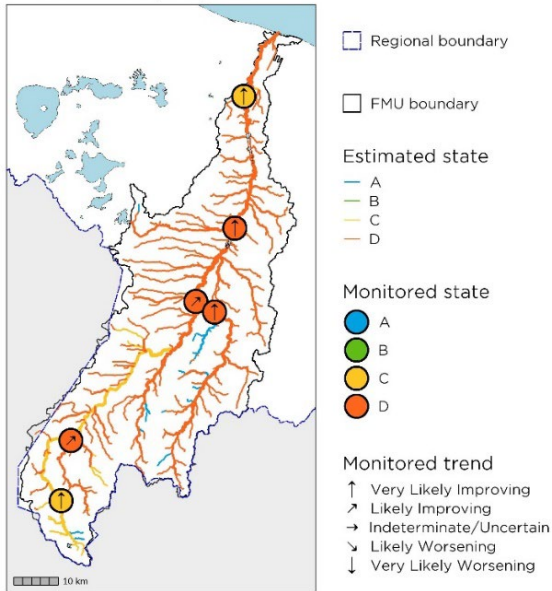 Regional boundary
FMU boundary
Estimated state
A
B
C
D
Monitored state
A
B
C
D
Monitored trend
↑ Very Likely Improving
↗ Likely Improving
→ Indeterminate/Uncertain
↘ Likely Worsening
↓ Very Likely Worsening
10 km